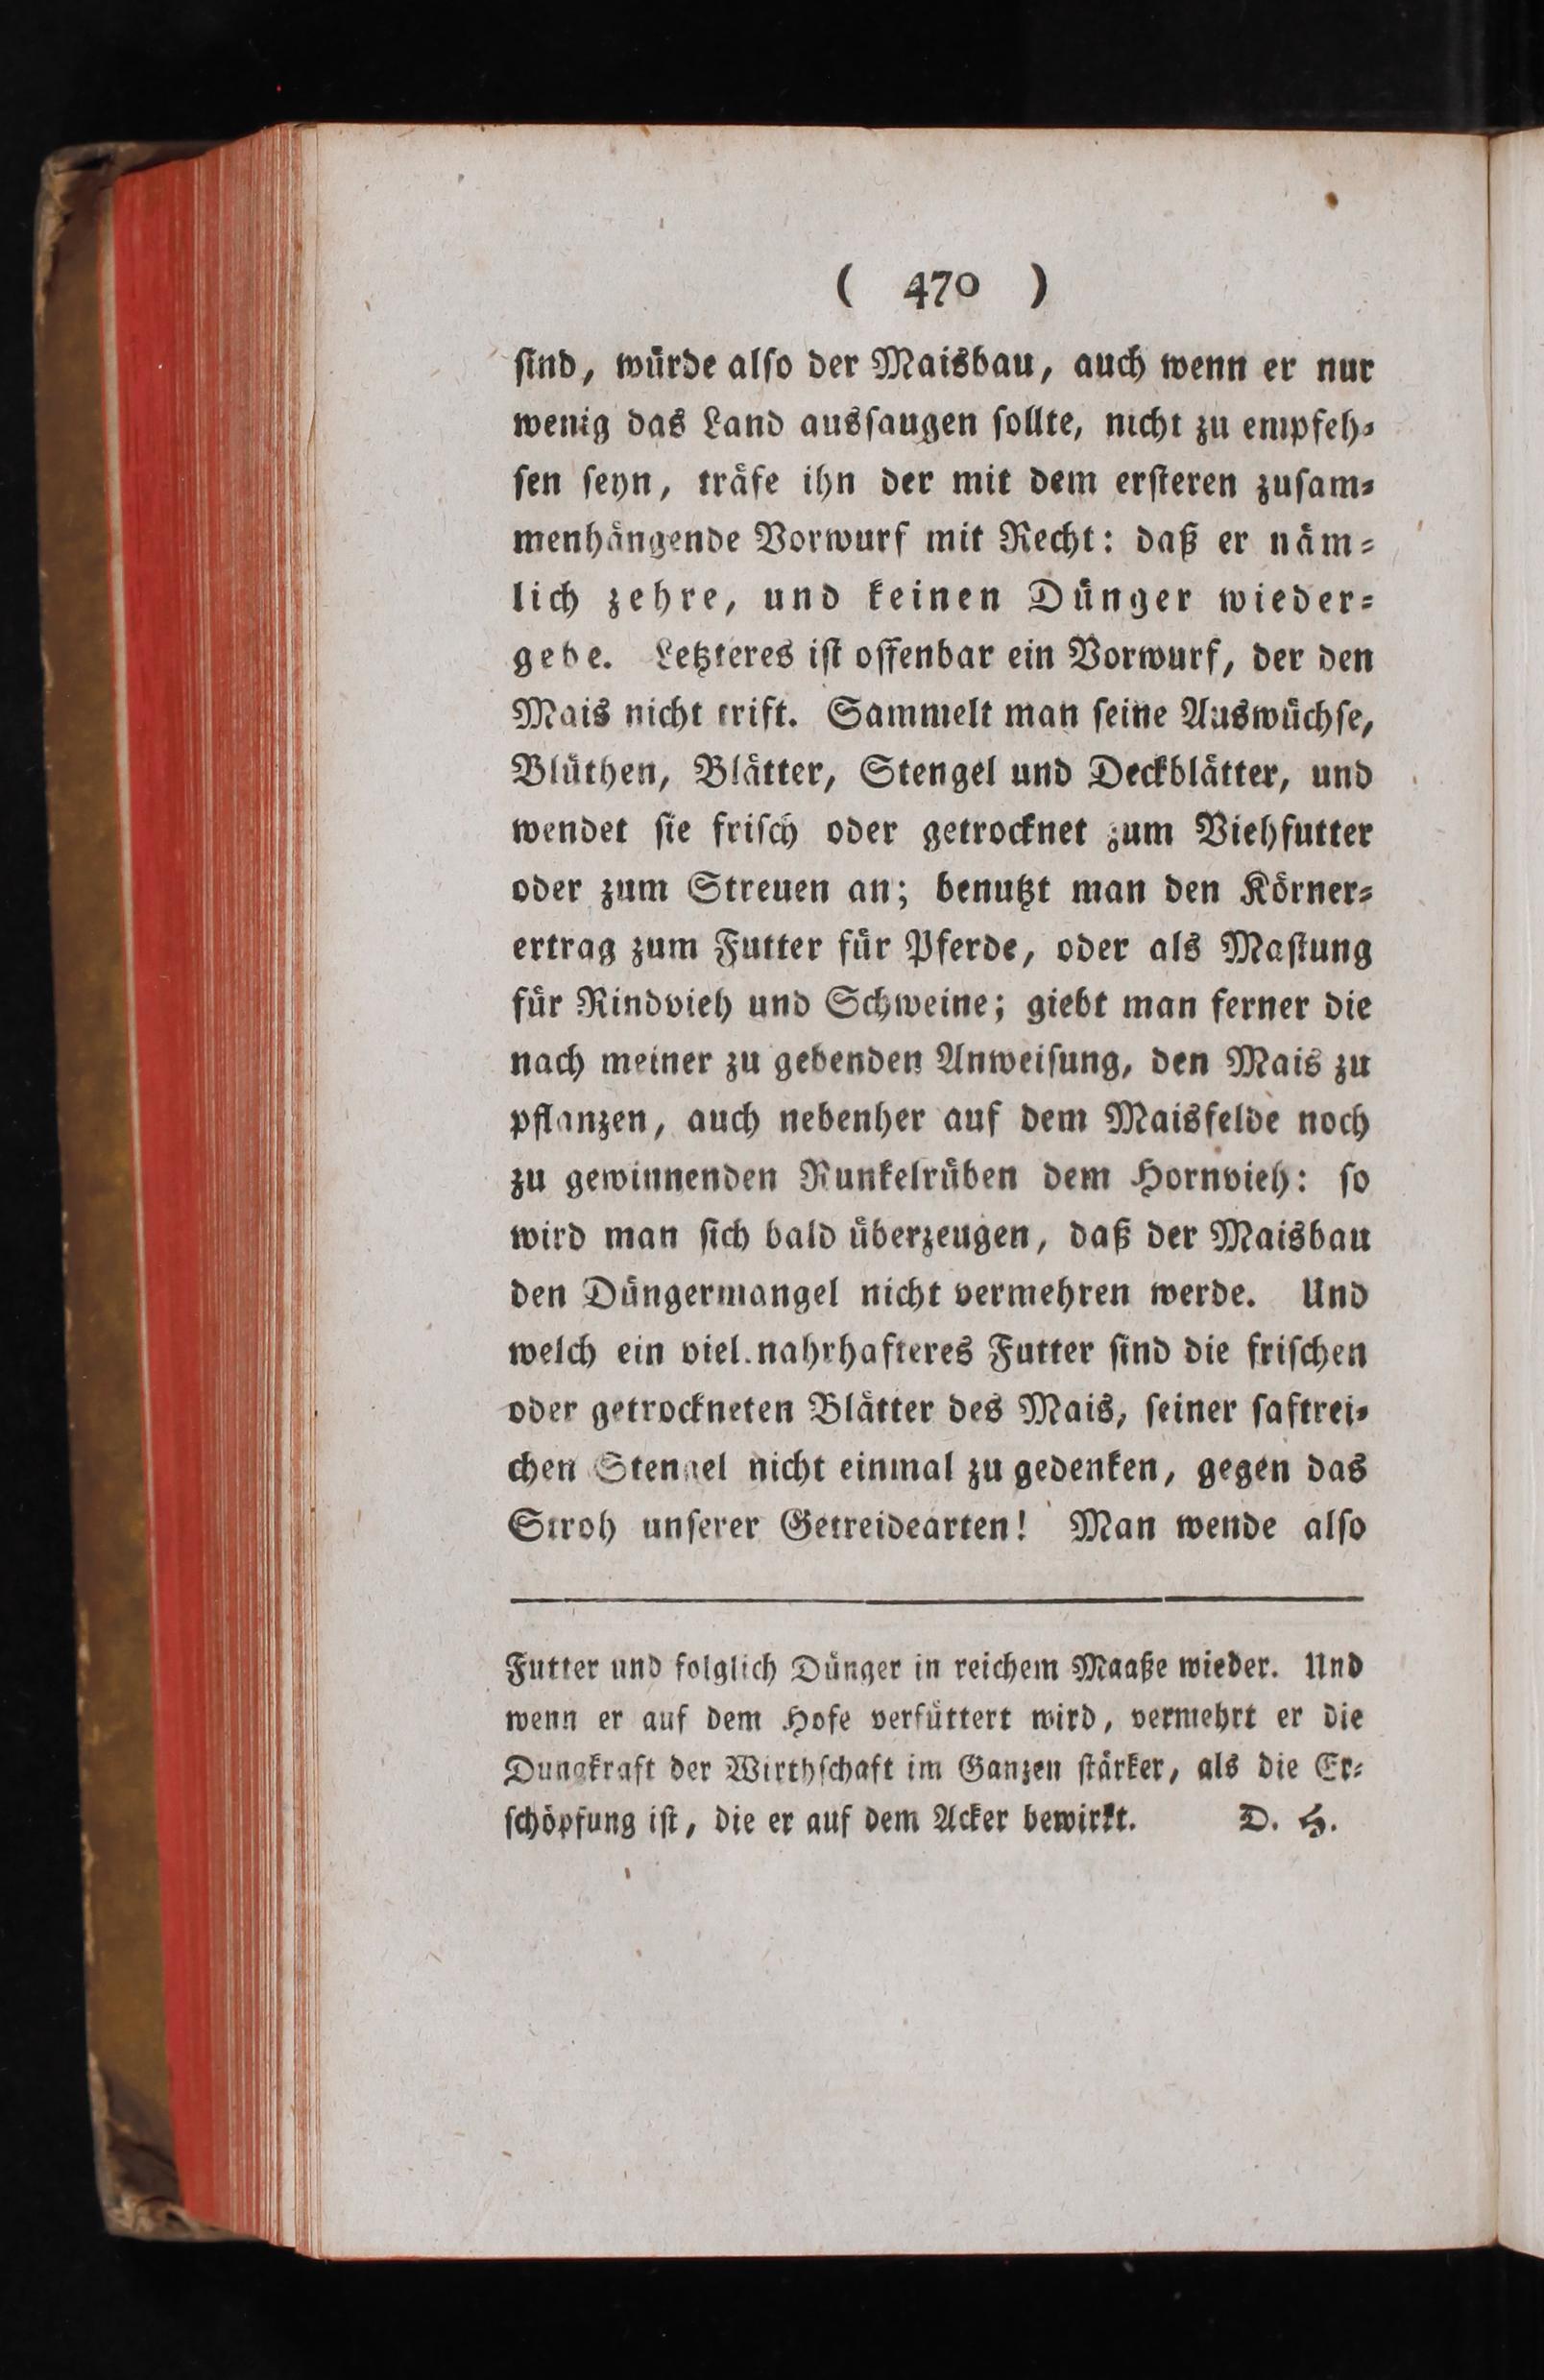 ( 470 )
sind, würde also der Maisbau, auch wenn er nur
wenig das Land aussaugen sollte, nicht zu empfeh-
sen seyn, träfe ihn der mit dem ersteren zusam-
menhängende Vorwurf mit Recht: daß er näm-
lich zehre, und keinen Dünger wieder-
gebe. Letzteres ist offenbar ein Vorwurf, der den
Mais nicht trift. Sammelt man seine Auswüchse,
Blüthen, Blätter, Stengel und Deckblätter, und
wendet sie frisch oder getrocknet zum Viehfutter
oder zum Streuen an; benutzt man den Körner-
ertrag zum Futter für Pferde, oder als Mastung
für Rindvieh und Schweine; giebt man ferner die
nach meiner zu gebenden Anweisung, den Mais zu
pflanzen, auch nebenher auf dem Maisfelde noch
zu gewinnenden Runkelrüben dem Hornvieh: so
wird man sich bald überzeugen, daß der Maisbau
den Düngermangel nicht vermehren werde. Und
welch ein viel nahrhafteres Futter sind die frischen
oder getrockneten Blätter des Mais, seiner saftrei-
chen Stengel nicht einmal zu gedenken, gegen das
Stroh unserer Getreidearten! Man wende also
Futter und folglich Dünger in reichem Maaße wieder. Und
wenn er auf dem Hofe verfüttert wird, vermehrt er die
Dungkraft der Wirthschaft im Ganzen stärker, als die Er-
schöpfung ist, die er auf dem Acker bewirkt. D. H.